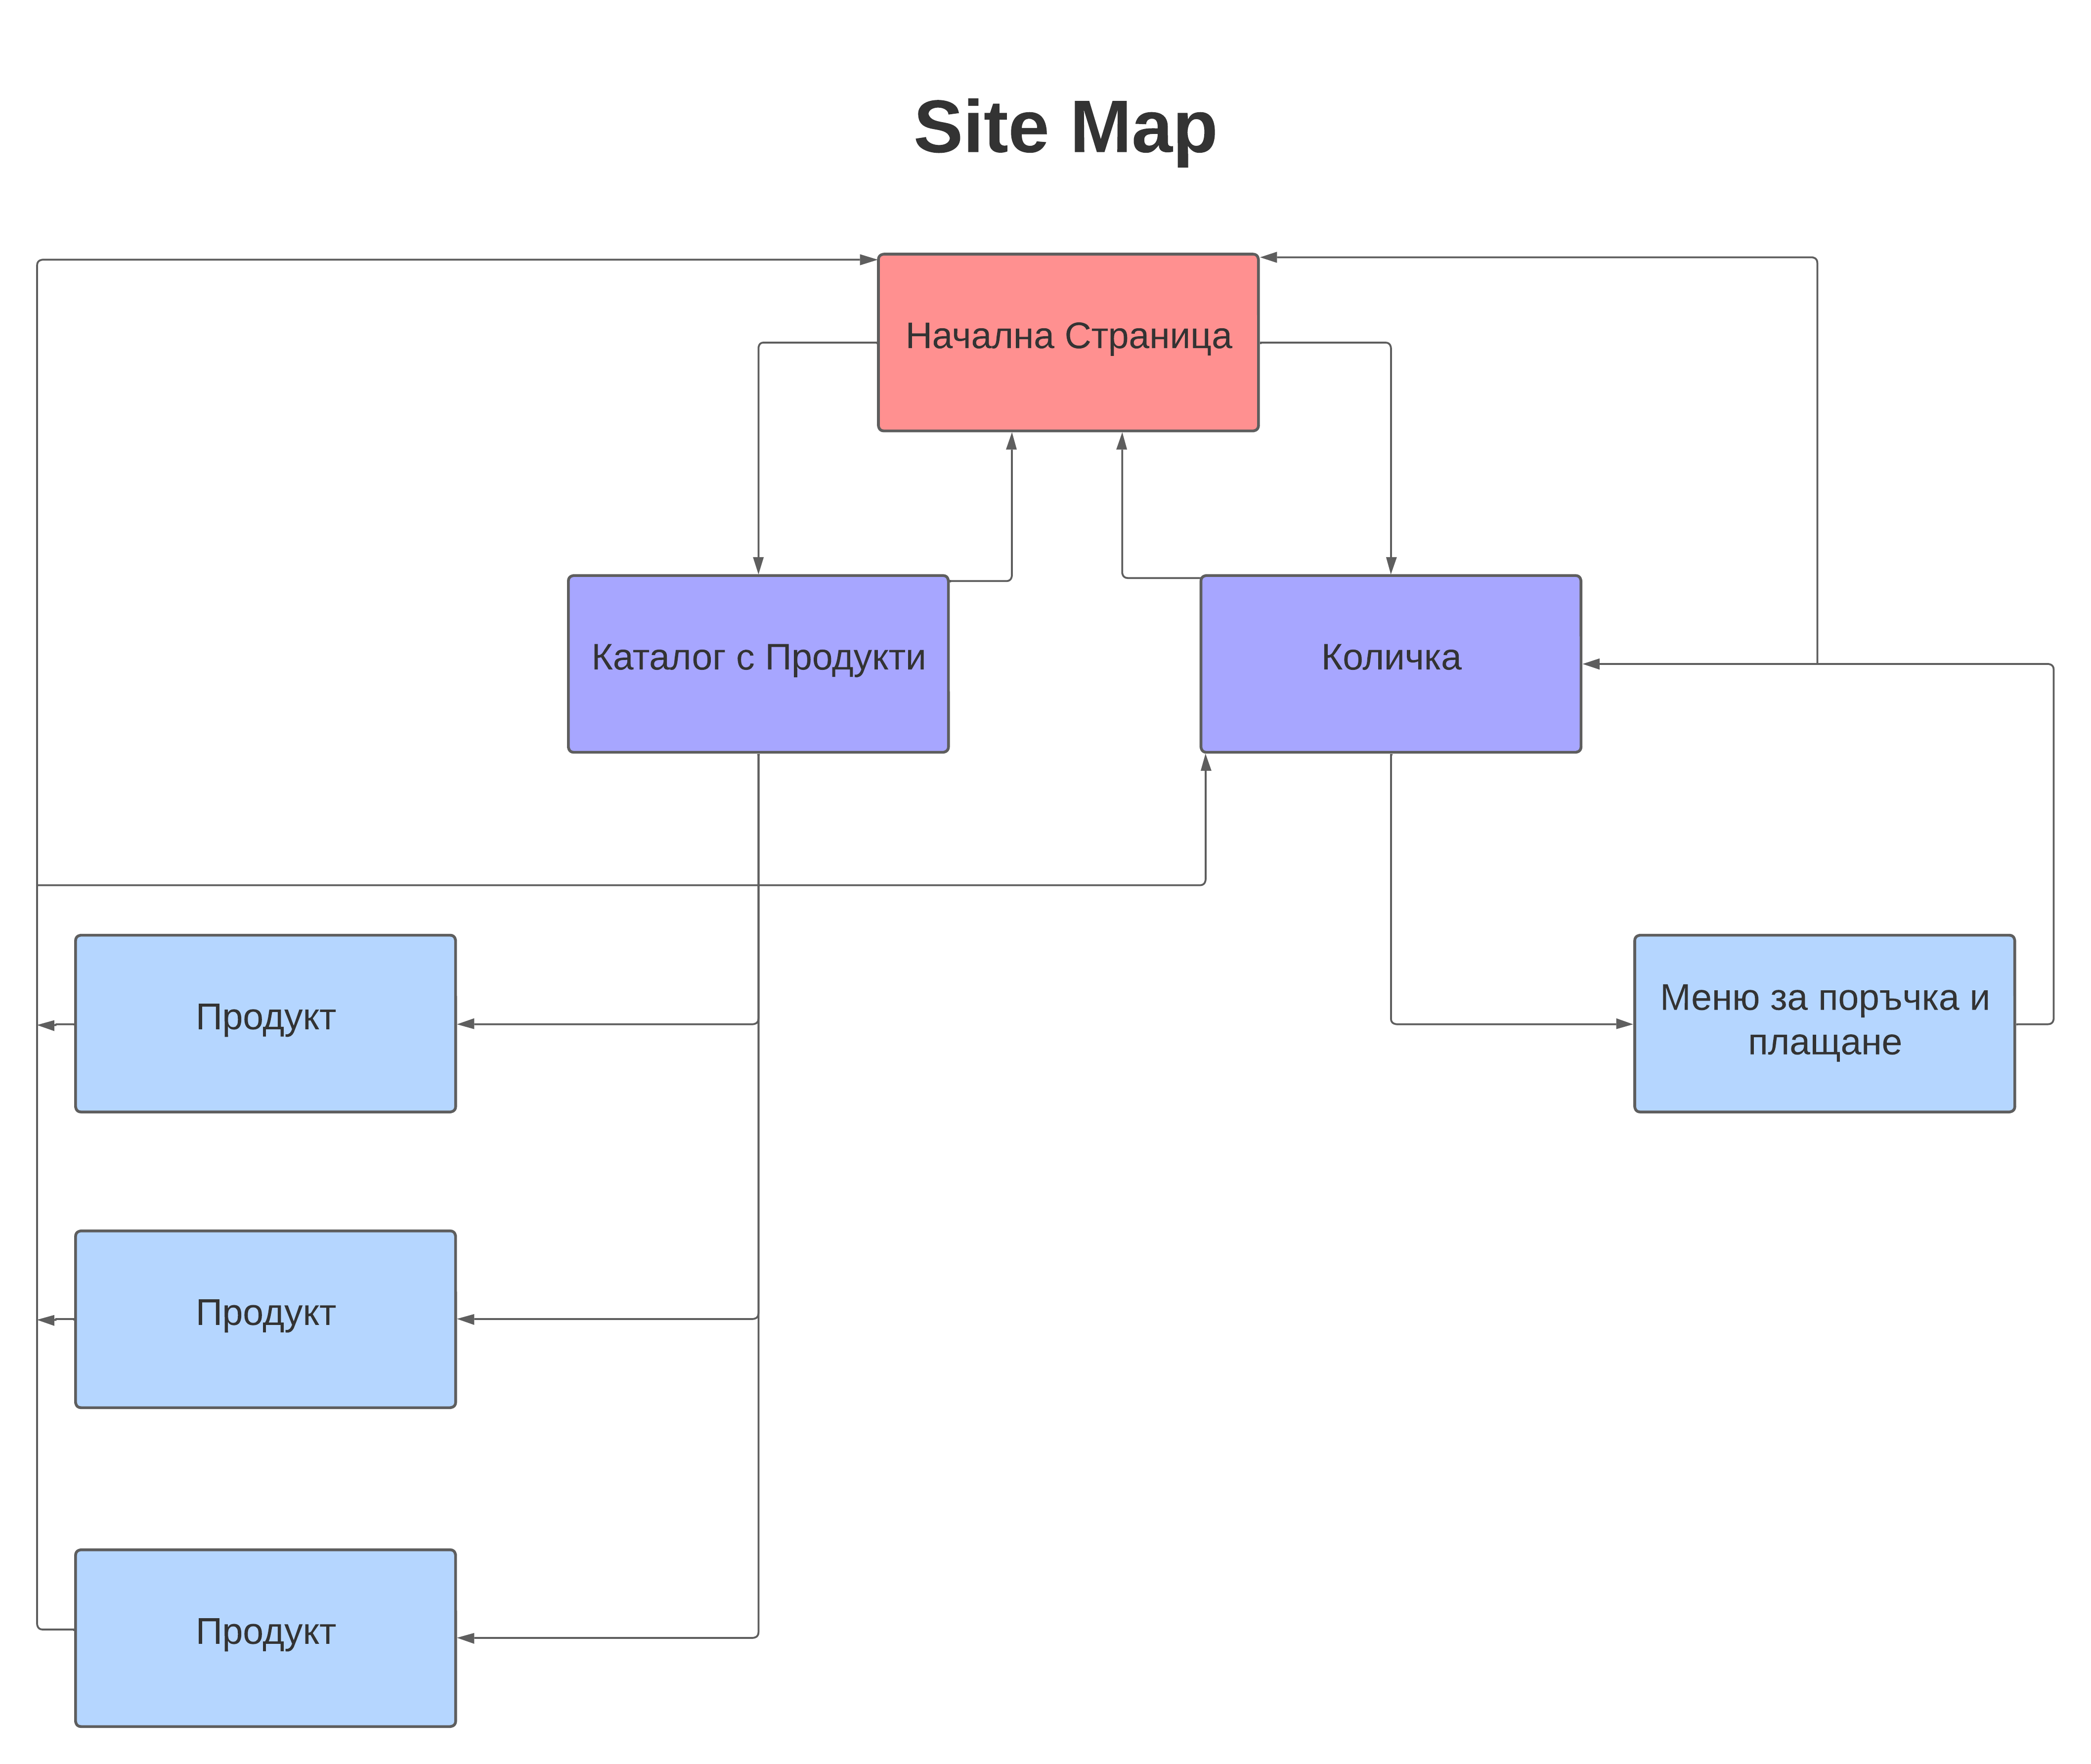 Site Map
Начална Страница
Каталог с Продукти
Количка
Продукт
Меню за поръчка и
плащане
Продукт
Продукт